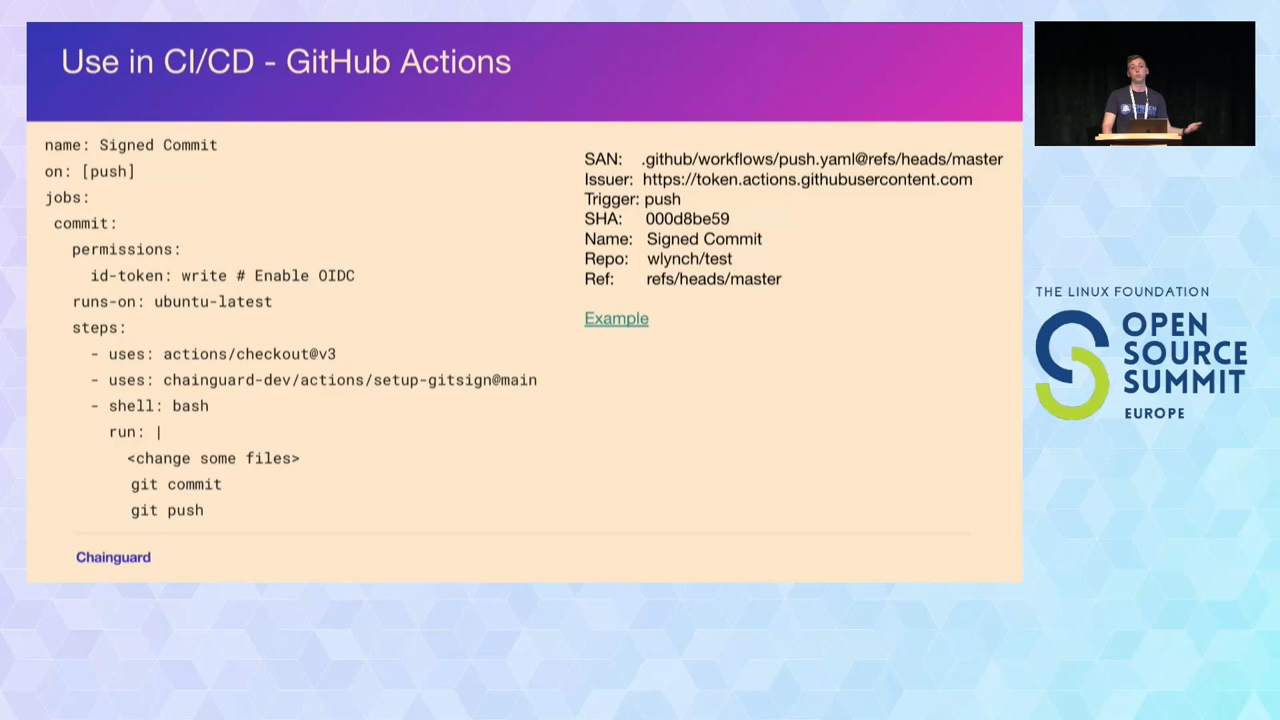 Use in CI/CD - GitHub Actions
name: Signed Commit
on: [push]
jobs:
commit:
permissions:
id-token: write # Enable OIDC
runs-on: ubuntu-latest
steps:
- uses: actions/checkout@v3
- uses: chainguard-dev/actions/setup-gitsign@main
- shell: bash
run: |
<change some files>
git commit
git push
SAN: .github/workflows/push.yaml@refs/heads/master
Issuer: https://token.actions.githubusercontent.com
Trigger: push
SHA: 000d8be59
Name: Signed Commit
Repo: wlynch/test
Ref: refs/heads/master
Example
Chainguard
THE LINUX FOUNDATION
OPEN
SOURCE
SUMMIT
EUROPE